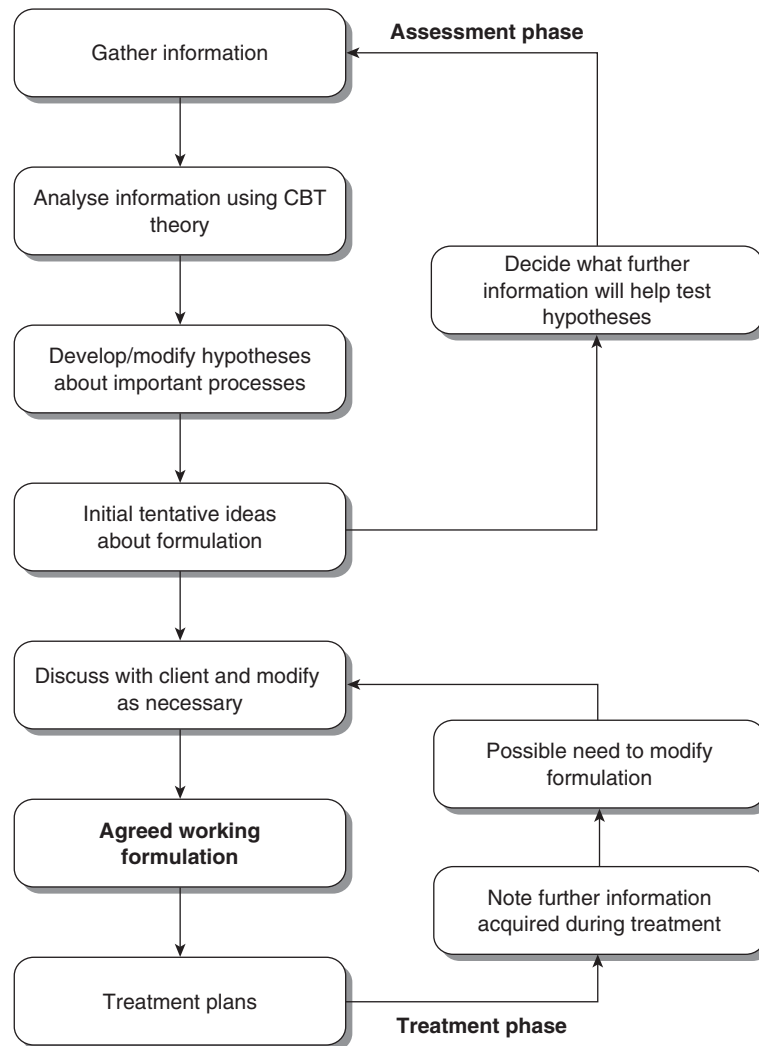 Gather information
Assessment phase
Analyse information using CBT
theory
Decide what further
information will help test
hypotheses
Develop/modify hypotheses
about important processes
Initial tentative ideas
about formulation
Discuss with client and modify
as necessary
Possible need to modify
formulation
Agreed working
formulation
Note further information
acquired during treatment
Treatment plans
Treatment phase